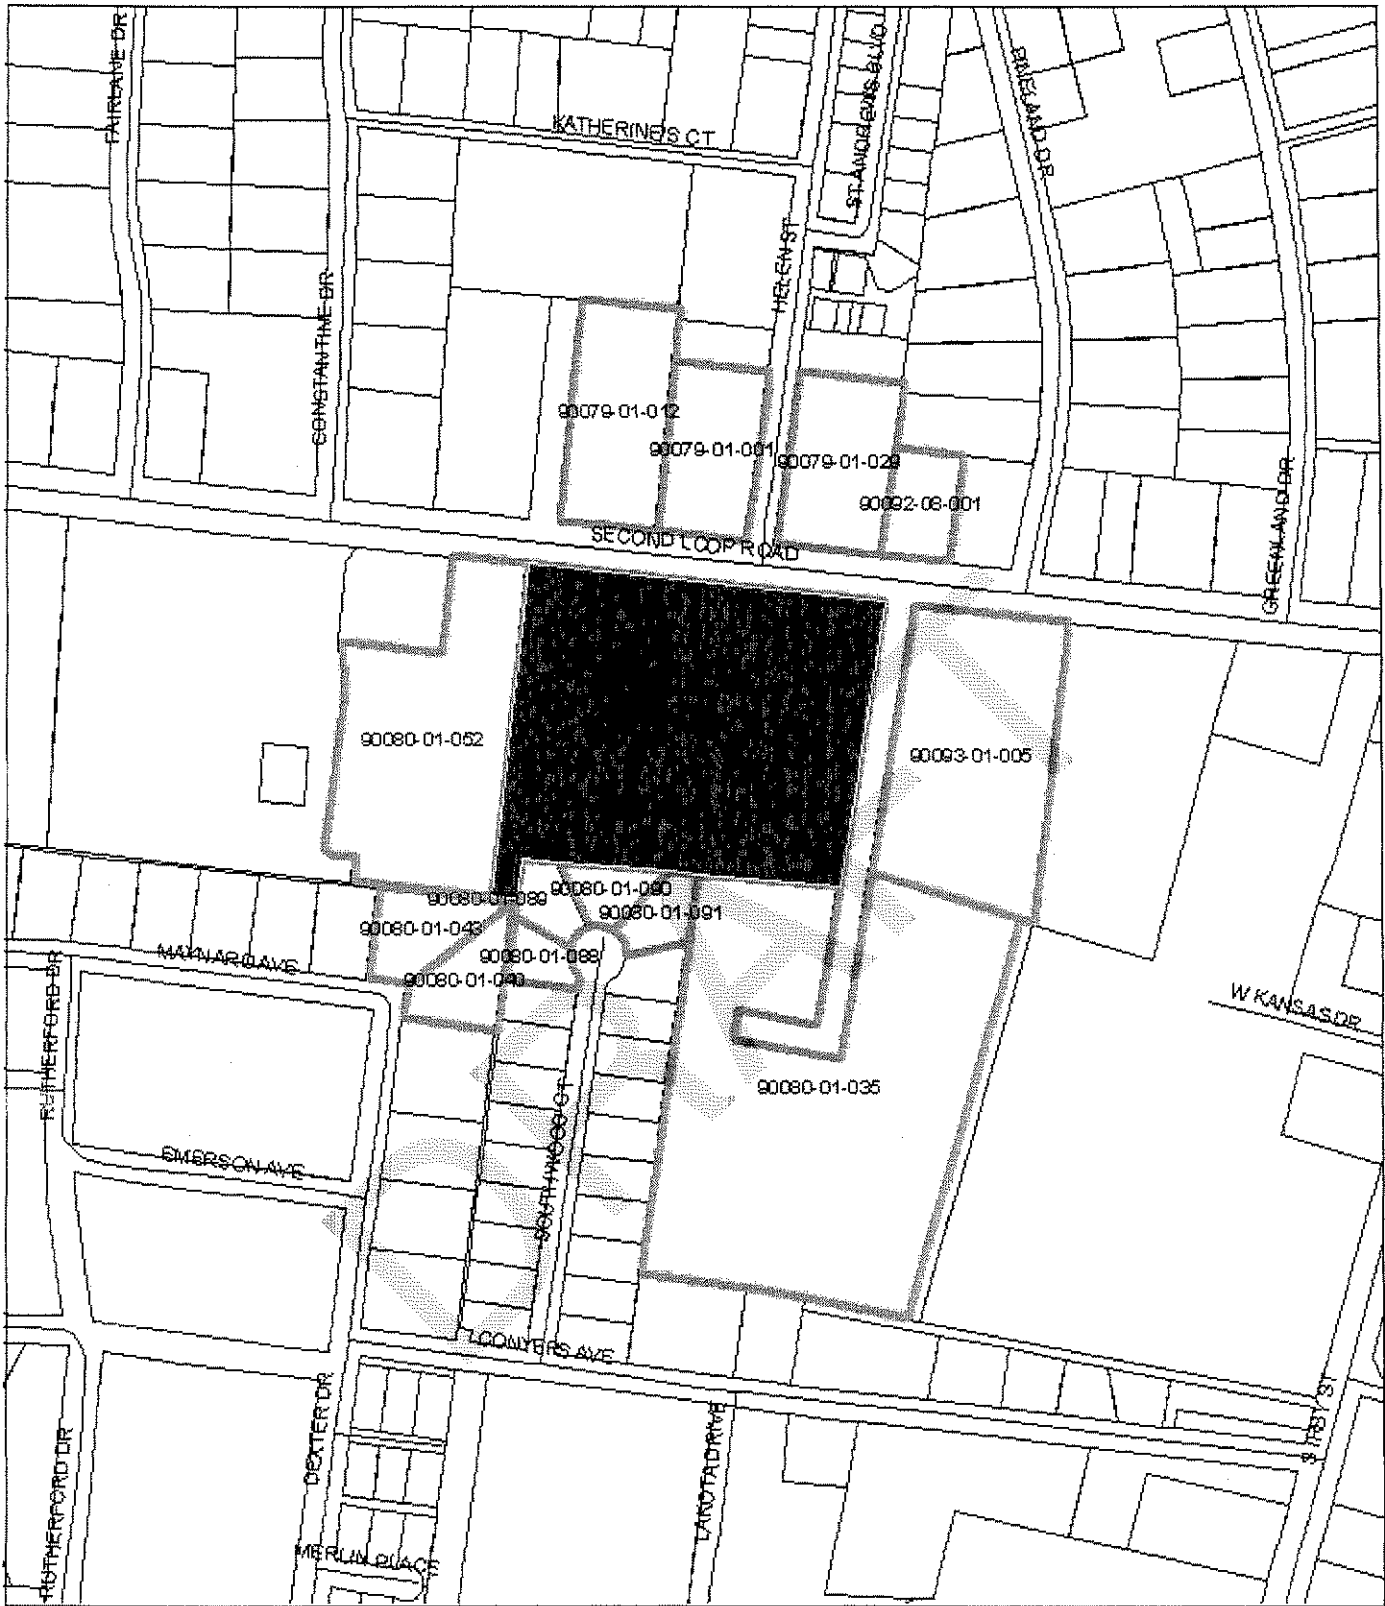 FAIRLANE DR
KATHERINE'S CT
ST ANDREWS BLVD
PINELAND DR
HELEN ST
CONSTANTINE DR
90079-01-012
90079-01-001
90079-01-029
90092-08-001
GREENLAND DR
SECOND LOOP ROAD
90080-01-052
90093-01-005
90080-01-090
90080-01-089
90080-01-091
90080-01-043
MAYNARD AVE
90080-01-088
90080-01-040
RUTHERFORD DR
W KANSAS DR
90080-01-035
SOUTHWOOD CT
EMERSON AVE
CONYERS AVE
DEXTER DR
LAKOTA DRIVE
RUTHERFORD DR
MERLIN PLACE